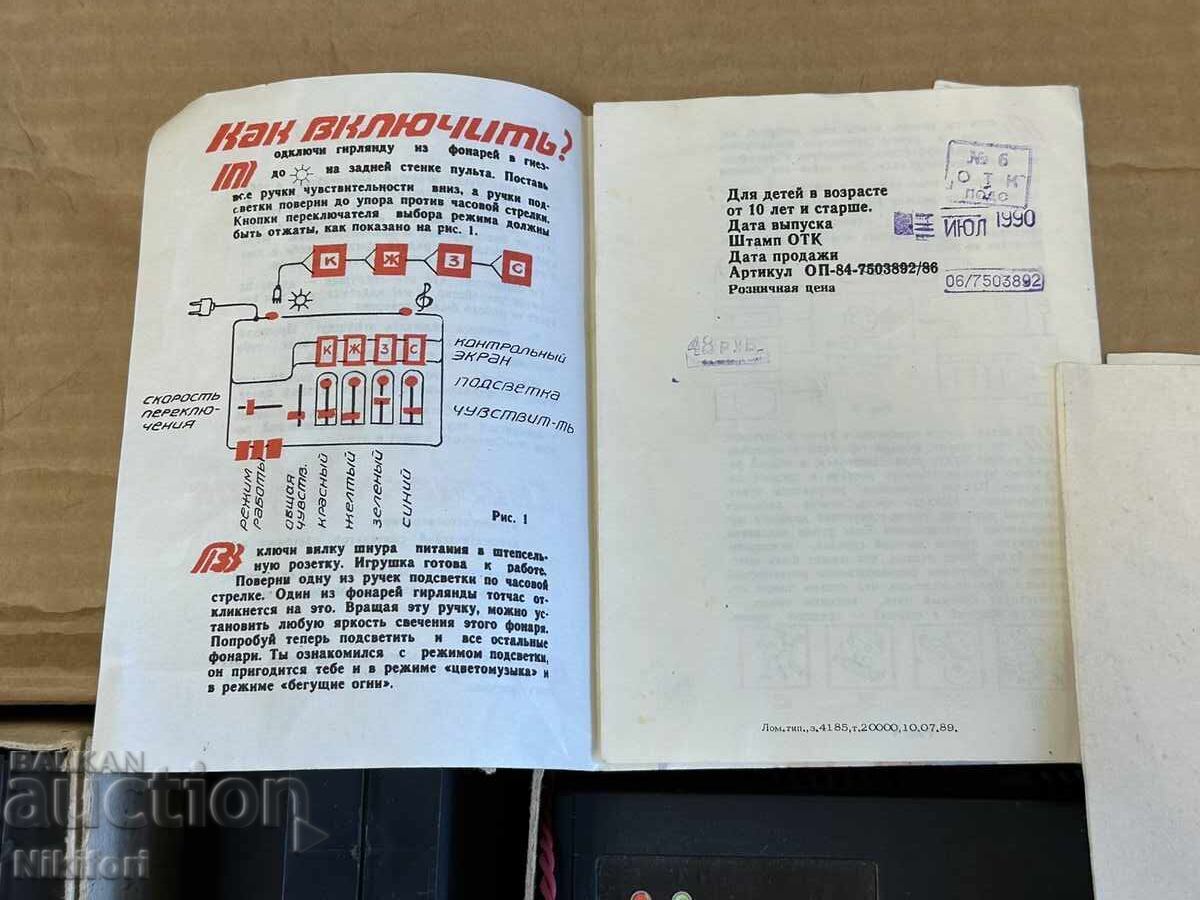 Как включить?
Подключи гирлянду из фонарей в гнез-
до на задней стенке пульта. Поставь
все ручки чувствительности вниз, а ручки под-
светки поверни до упора против часовой стрелки.
Кнопки переключателя выбора режима должны
быть отжаты, как показано на рис. 1.
К Ж З С
К Ж З С
КОНТРОЛЬНЫЙ
ЭКРАН
ПОДСВЕТКА
ЧУВСТВИТ-ТЬ
СКОРОСТЬ
ПЕРЕКЛЮ-
ЧЕНИЯ
РЕЖИМ
РАБОТЫ
ОБЩАЯ
ЧУВСТВ.
КРАСНЫЙ
ЖЕЛТЫЙ
ЗЕЛЕНЫЙ
СИНИЙ
Рис. 1
Включи вилку шнура питания в штепсель-
ную розетку. Игрушка готова к работе.
Поверни одну из ручек подсветки по часовой
стрелке. Один из фонарей гирлянды тотчас от-
кликнется на это. Вращая эту ручку, можно ус-
тановить любую яркость свечения этого фонаря.
Попробуй теперь подсветить и все остальные
фонари. Ты ознакомился с режимом подсветки,
он пригодится тебе и в режиме «цветомузыка» и
в режиме «бегущие огни».
№ 6
ОТК
Для детей в возрасте
от 10 лет и старше.
Дата выпуска ИЮЛ 1990
Штамп ОТК
Дата продажи
Артикул ОП-84-7503892/86
Розничная цена 06/7503892
48 РУБ.
Лом.тип.,з.4185,т.20000,10.07.89.
BALKAN
auction
Nikifori